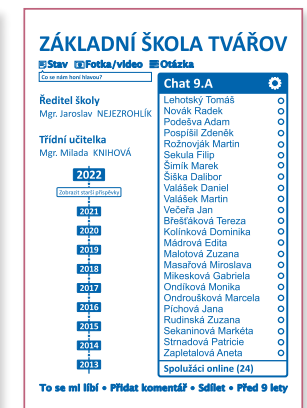 ZÁKLADNÍ ŠKOLA TVÁŘOV
Stav Fotka/video Otázka
Co se nám honí hlavou?
Ředitel školy
Mgr. Jaroslav NEJEZROHLÍK
Třídní učitelka
Mgr. Milada KNIHOVÁ
2022
Zobrazit starší příspěvky
2021
2020
2019
2018
2017
2016
2015
2014
2013
Chat 9.A
Lehotský Tomáš
Novák Radek
Podešva Adam
Pospíšil Zdeněk
Rožnovják Martin
Sekula Filip
Šimík Marek
Šiška Dalibor
Valášek Daniel
Valášek Martin
Večeřa Jan
Břešťáková Tereza
Kolínková Dominika
Mádrová Edita
Malotová Zuzana
Masařová Miroslava
Mikesková Gabriela
Ondíková Monika
Ondroušková Marcela
Píchová Jana
Rudinská Zuzana
Sekaninová Markéta
Strnadová Patricie
Zapletalová Aneta
Spolužáci online (24)
To se mi líbí • Přidat komentář • Sdílet • Před 9 lety